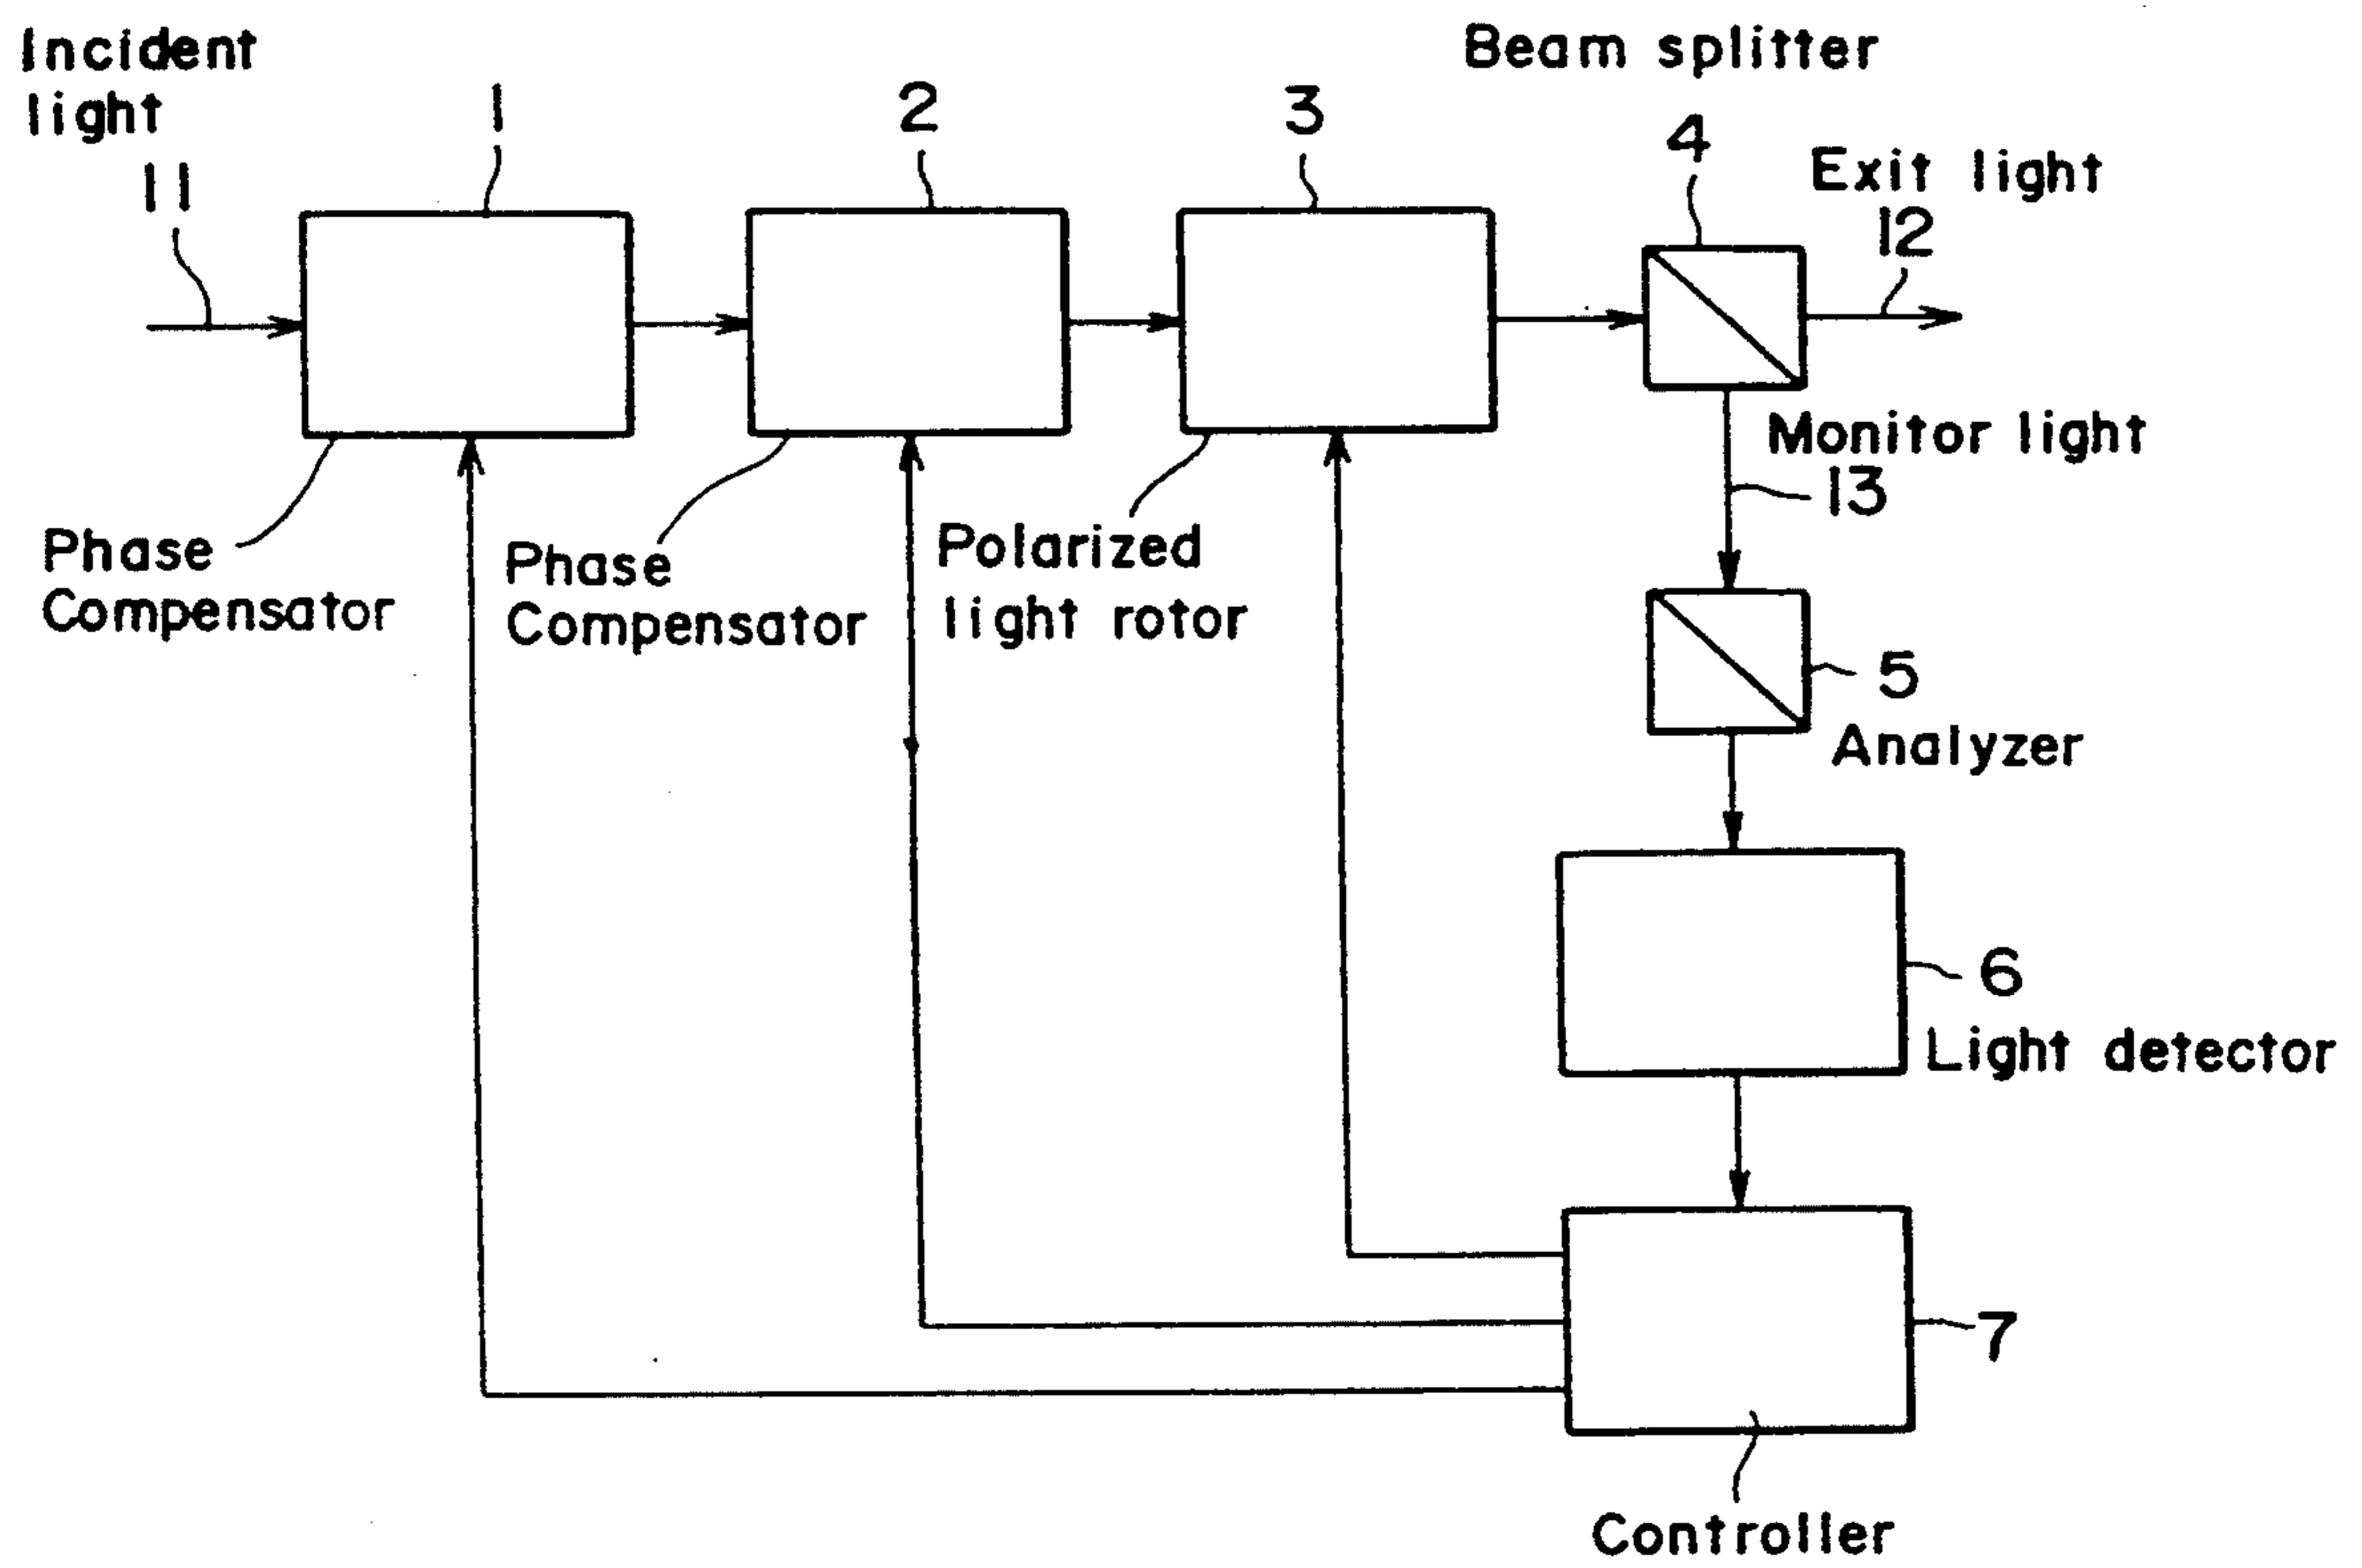 Incident
light
11
1
2
3
Beam splitter
4
Exit light
12
Monitor light
13
Phase
Compensator
Phase
Compensator
Polarized
light rotor
5
Analyzer
6
Light detector
7
Controller